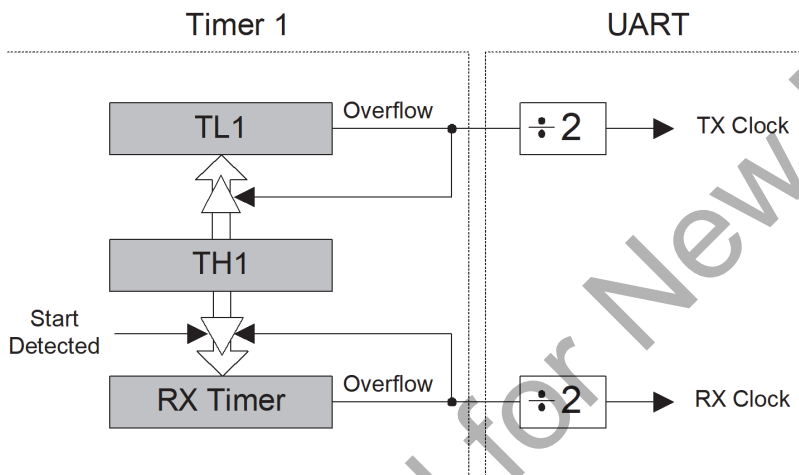 Timer 1
UART
TL1
Overflow
÷2
TX Clock
TH1
Start
Detected
RX Timer
Overflow
÷2
RX Clock
for New